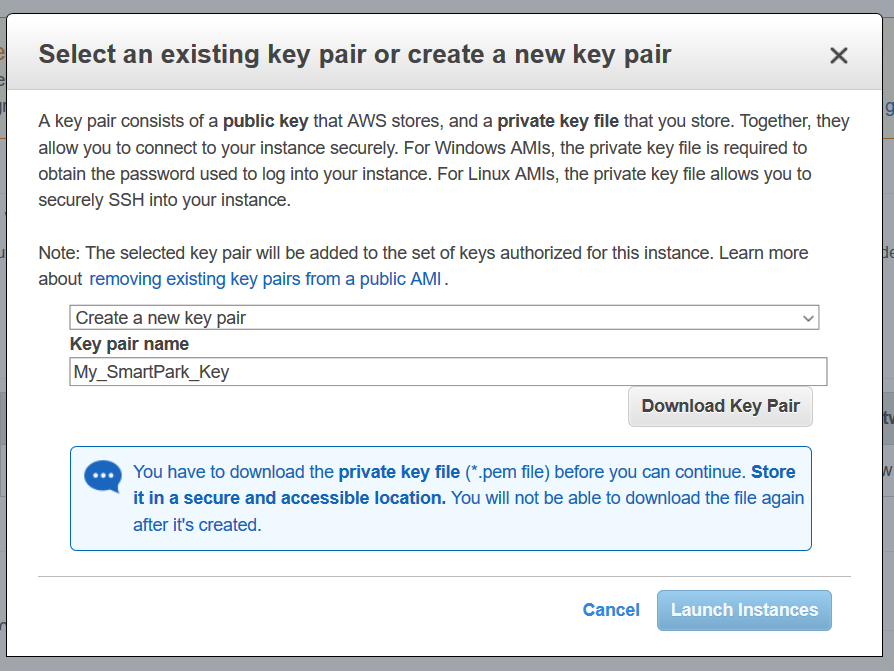 Select an existing key pair or create a new key pair
A key pair consists of a public key that AWS stores, and a private key file that you store. Together, they
allow you to connect to your instance securely. For Windows AMIs, the private key file is required to
obtain the password used to log into your instance. For Linux AMIs, the private key file allows you to
securely SSH into your instance.
Note: The selected key pair will be added to the set of keys authorized for this instance. Learn more
about removing existing key pairs from a public AMI .
Create a new key pair
Key pair name
My_SmartPark_Key
Download Key Pair
You have to download the private key file (*.pem file) before you can continue. Store
it in a secure and accessible location. You will not be able to download the file again
after it's created.
Cancel Launch Instances